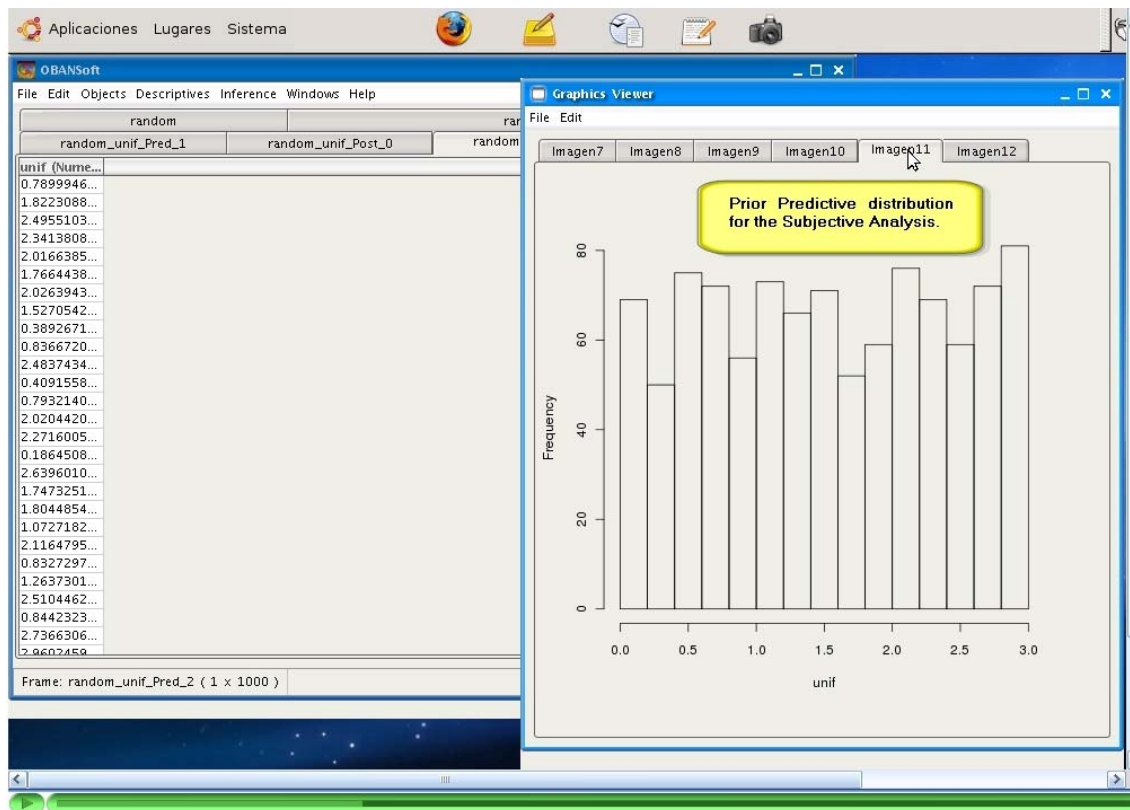 Aplicaciones Lugares Sistema
OBANSoft
File Edit Objects Descriptives Inference Windows Help
random
random_unif_Pred_1 random_unif_Post_0 random
unif (Nume...
0.7899946...
1.8223088...
2.4955103...
2.3413808...
2.0166385...
1.7664438...
2.0263943...
1.5270542...
0.3892671...
0.8366720...
2.4837434...
0.4091558...
0.7932140...
2.0204420...
2.2716005...
0.1864508...
2.6396010...
1.7473251...
1.8044854...
1.0727182...
2.1164795...
0.8327297...
1.2637301...
2.5104462...
0.8442323...
2.7366306...
2.9602459
Frame: random_unif_Pred_2 ( 1 x 1000 )
Graphics Viewer
File Edit
Imagen7 Imagen8 Imagen9 Imagen10 Imagen11 Imagen12
Prior Predictive distribution
for the Subjective Analysis.
80
60
40
20
0
Frequency
0.0 0.5 1.0 1.5 2.0 2.5 3.0
unif